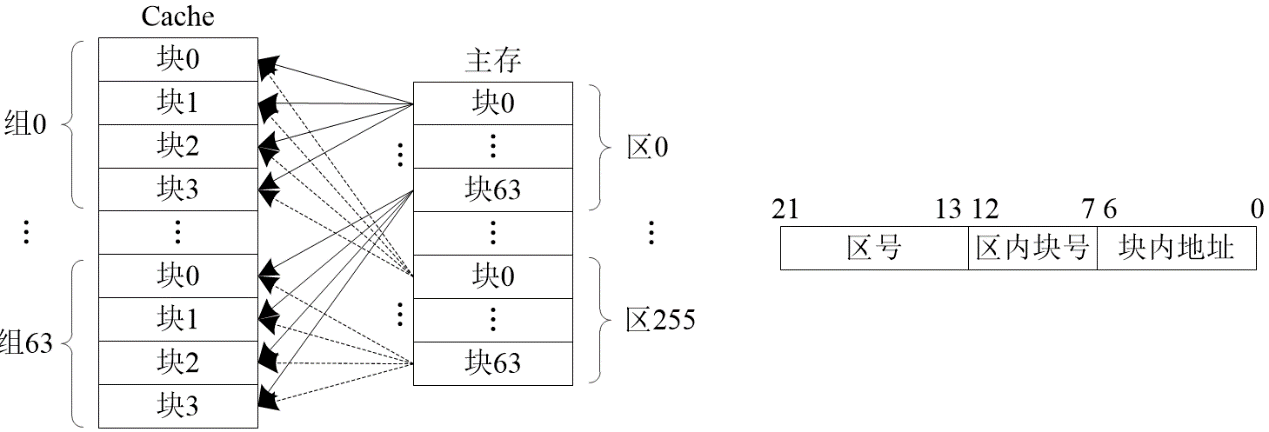 Cache
主存
组0
块0
块1
块2
块3
⋮
⋮
组63
块0
块1
块2
块3
块0
⋮
块63
⋮
块0
⋮
块63
⋮
⋮
区0
⋮
区255
21 13 12 7 6 0
区号 区内块号 块内地址